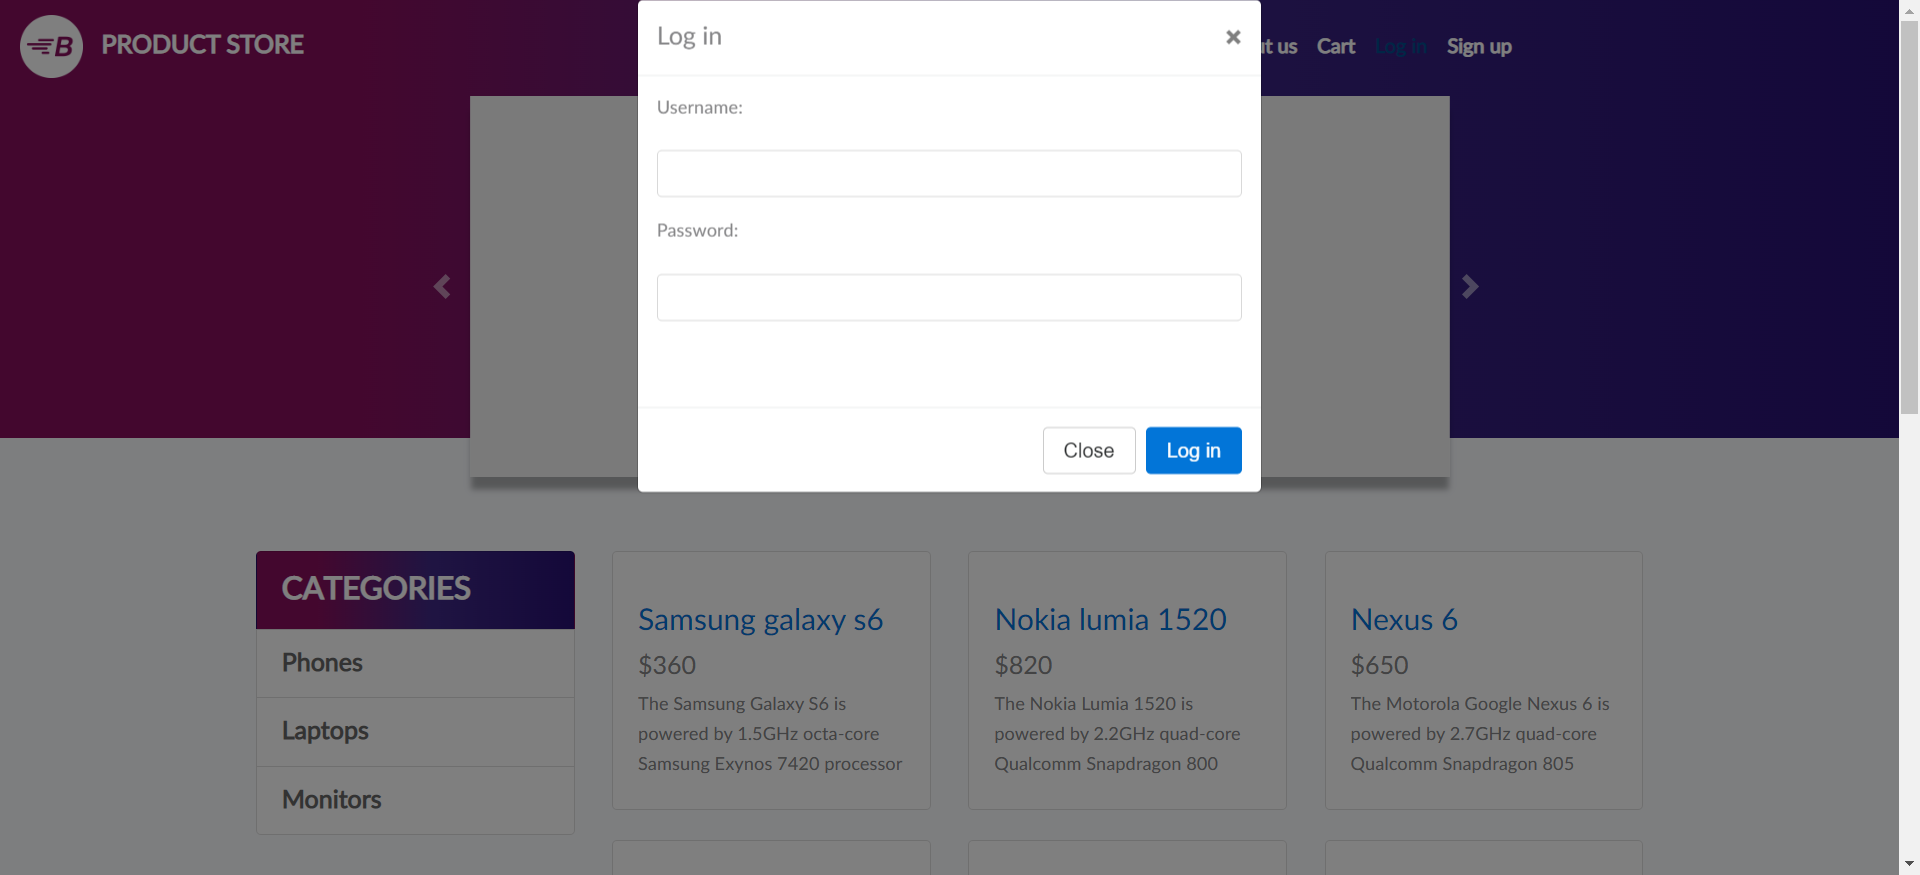 B PRODUCT STORE
ut us Cart Log in Sign up
Log in ×
Username:
Password:
Close Log in
CATEGORIES
Phones
Laptops
Monitors
Samsung galaxy s6
$360
The Samsung Galaxy S6 is
powered by 1.5GHz octa-core
Samsung Exynos 7420 processor
Nokia lumia 1520
$820
The Nokia Lumia 1520 is
powered by 2.2GHz quad-core
Qualcomm Snapdragon 800
Nexus 6
$650
The Motorola Google Nexus 6 is
powered by 2.7GHz quad-core
Qualcomm Snapdragon 805